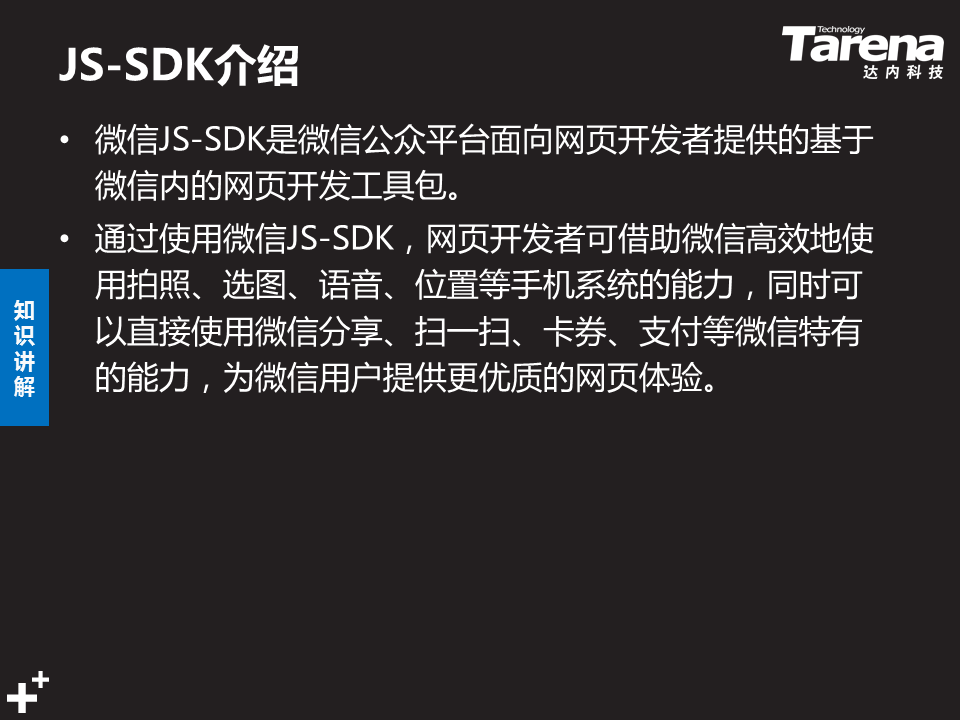 JS-SDK介绍
Technology
Tarena
达内科技
• 微信JS-SDK是微信公众平台面向网页开发者提供的基于
微信内的网页开发工具包。
• 通过使用微信JS-SDK，网页开发者可借助微信高效地使
用拍照、选图、语音、位置等手机系统的能力，同时可
以直接使用微信分享、扫一扫、卡券、支付等微信特有
的能力，为微信用户提供更优质的网页体验。
知
识
讲
解